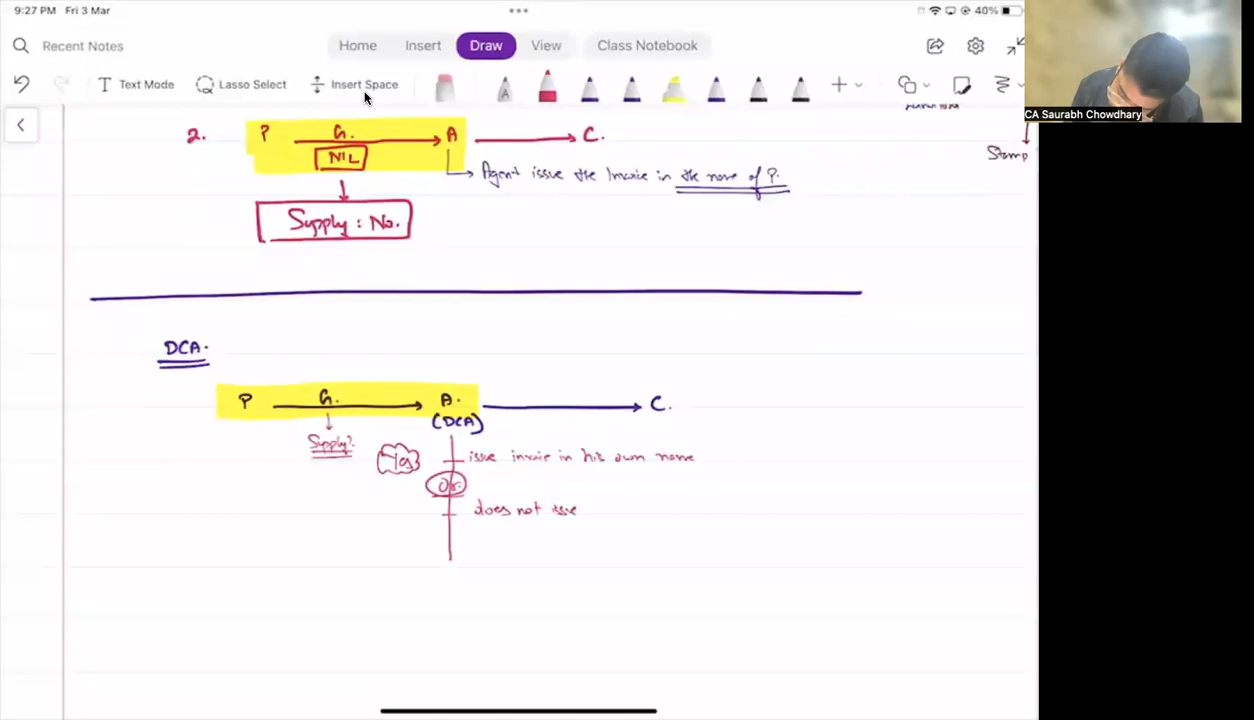 9:27 PM Fri 3 Mar
40%
Recent Notes
Home Insert Draw View Class Notebook
Text Mode Lasso Select Insert Space
CA Saurabh Chowdhary
2. P G. A C.
NIL
Stamp
Agent issue the Invoice in the name of P.
Supply : No.
DCA.
P G. A. C.
(DCA)
Supply?
Yes
issue invoice in his own name
Or
does not issue